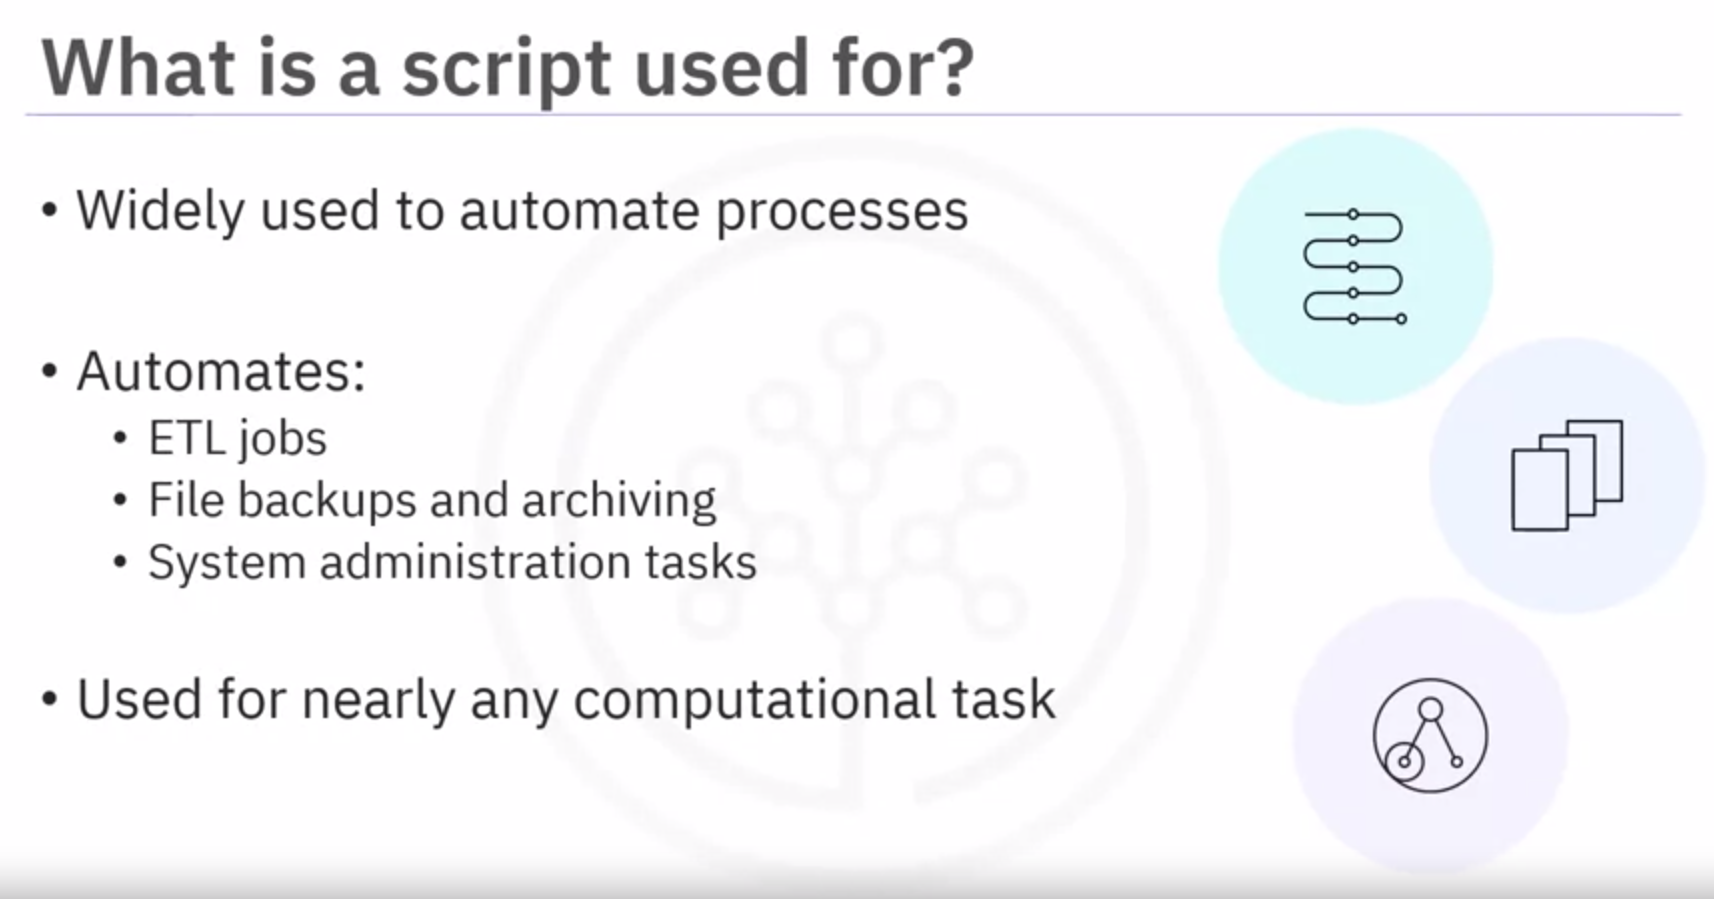 What is a script used for?
• Widely used to automate processes
• Automates:
• ETL jobs
• File backups and archiving
• System administration tasks
• Used for nearly any computational task